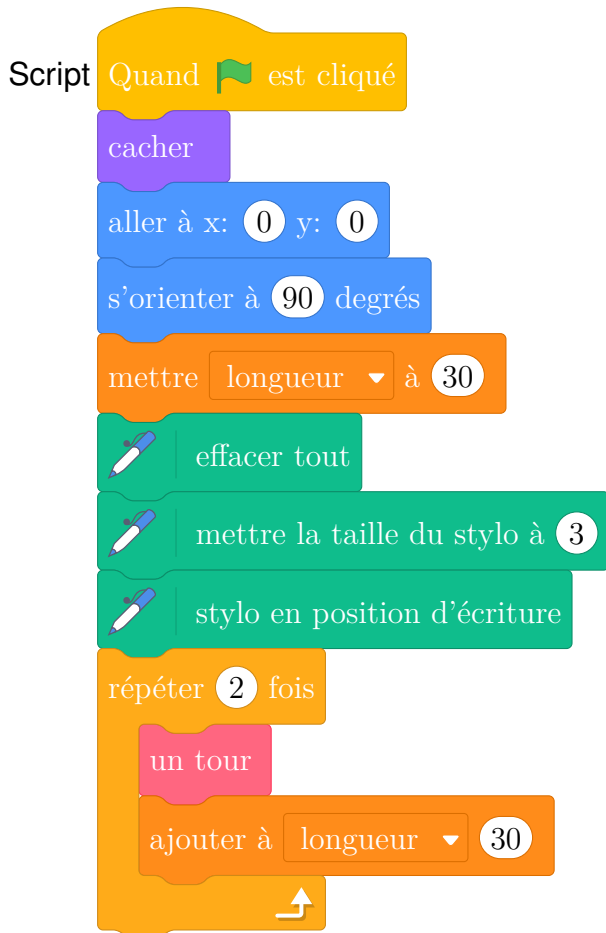 Script Quand est cliqué
cacher
aller à x: 0 y: 0
s'orienter à 90 degrés
mettre longueur à 30
effacer tout
mettre la taille du stylo à 3
stylo en position d'écriture
répéter 2 fois
un tour
ajouter à longueur 30